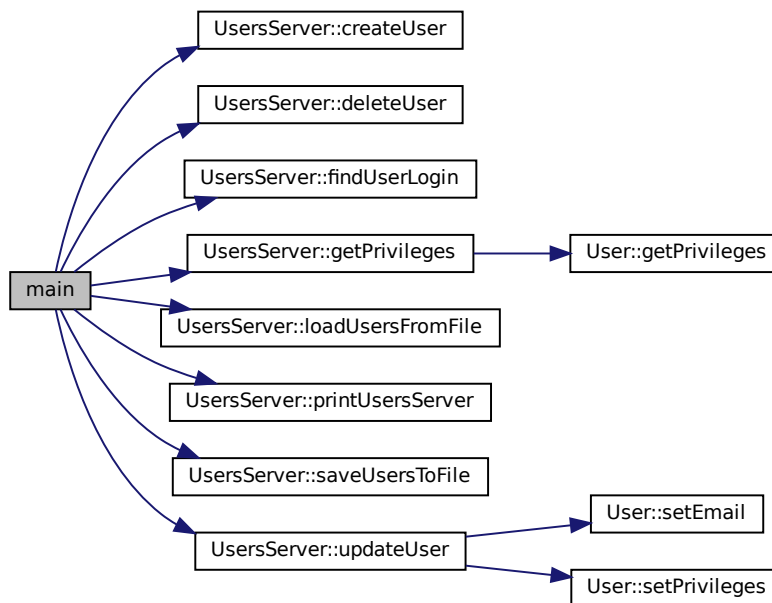 UsersServer::createUser
UsersServer::deleteUser
UsersServer::findUserLogin
UsersServer::getPrivileges
User::getPrivileges
main
UsersServer::loadUsersFromFile
UsersServer::printUsersServer
UsersServer::saveUsersToFile
User::setEmail
UsersServer::updateUser
User::setPrivileges